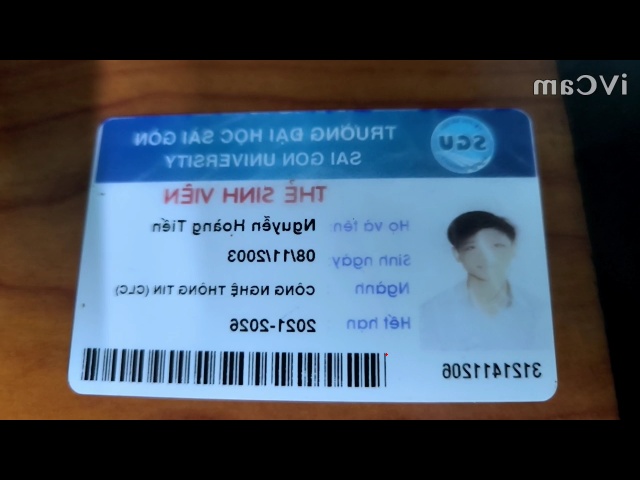 iVCam
SGU
TRƯỜNG ĐẠI HỌC SÀI GÒN
SAI GON UNIVERSITY
THẺ SINH VIÊN
Họ và tên: Nguyễn Hoàng Tiến
Sinh ngày 08/11/2003
Ngành CÔNG NGHỆ THÔNG TIN (CLC)
Hết hạn 2021-2026
3121411206